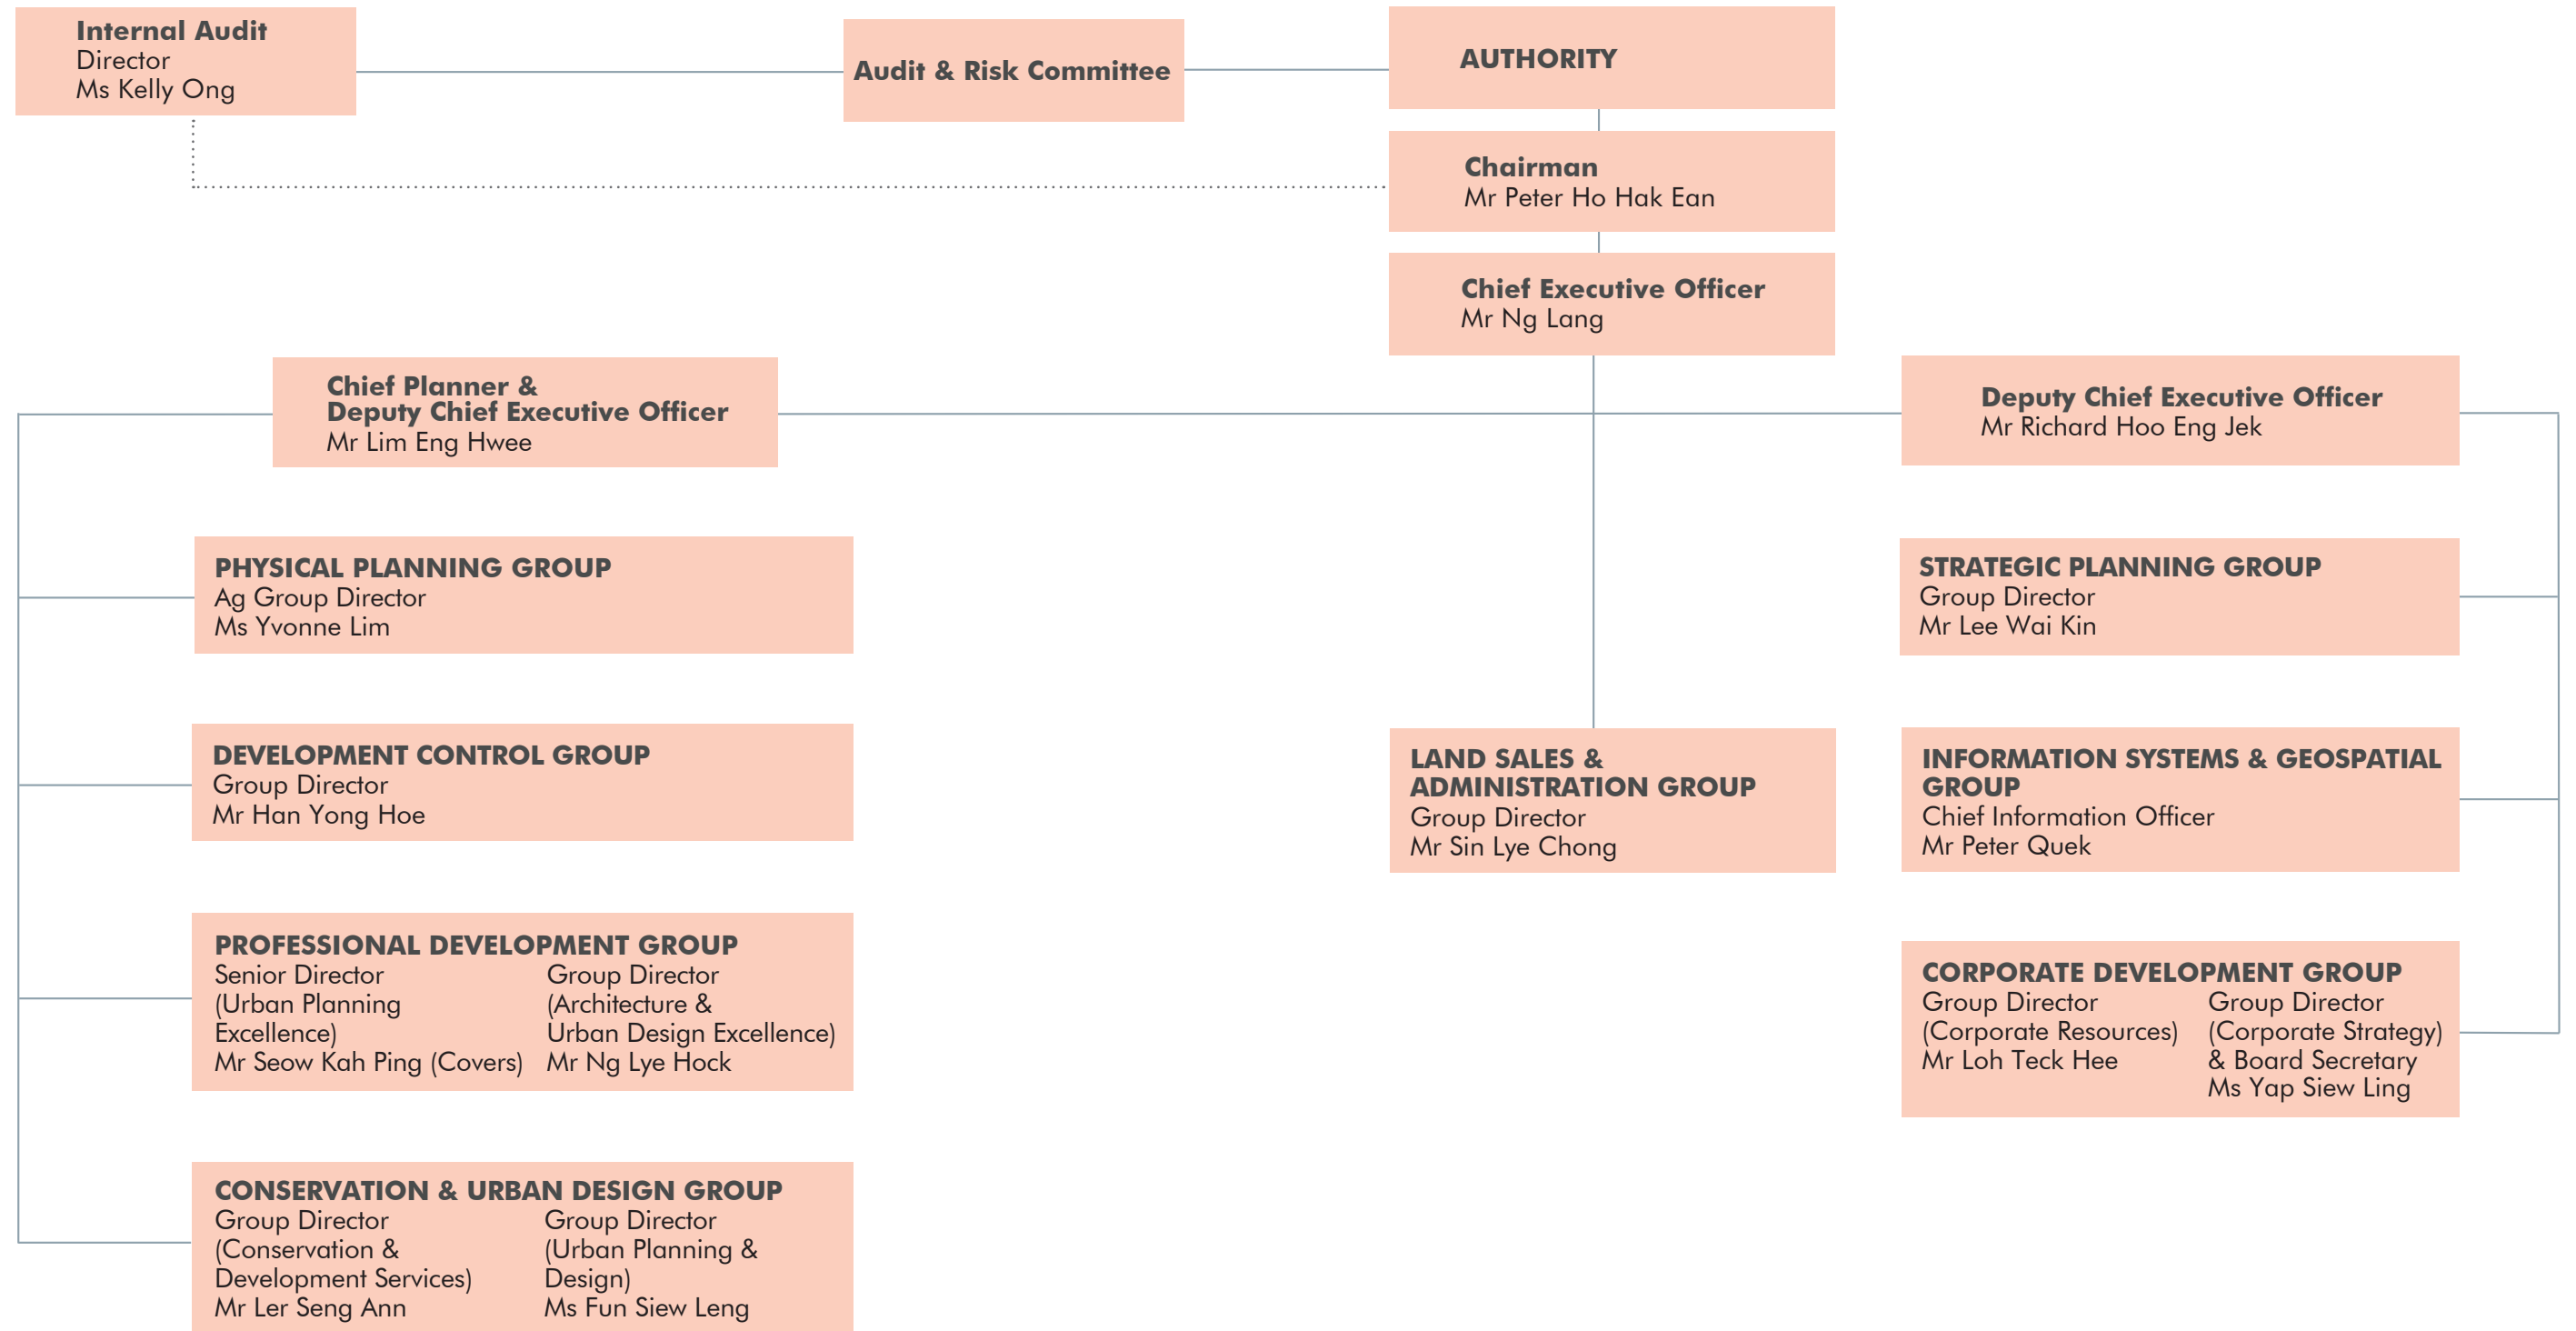 Internal Audit
Director
Ms Kelly Ong
Audit & Risk Committee
AUTHORITY
Chairman
Mr Peter Ho Hak Ean
Chief Executive Officer
Mr Ng Lang
Chief Planner &
Deputy Chief Executive Officer
Mr Lim Eng Hwee
Deputy Chief Executive Officer
Mr Richard Hoo Eng Jek
PHYSICAL PLANNING GROUP
Ag Group Director
Ms Yvonne Lim
STRATEGIC PLANNING GROUP
Group Director
Mr Lee Wai Kin
DEVELOPMENT CONTROL GROUP
Group Director
Mr Han Yong Hoe
LAND SALES &
ADMINISTRATION GROUP
Group Director
Mr Sin Lye Chong
INFORMATION SYSTEMS & GEOSPATIAL
GROUP
Chief Information Officer
Mr Peter Quek
PROFESSIONAL DEVELOPMENT GROUP
Senior Director
(Urban Planning
Excellence)
Mr Seow Kah Ping (Covers)
Group Director
(Architecture &
Urban Design Excellence)
Mr Ng Lye Hock
CORPORATE DEVELOPMENT GROUP
Group Director
(Corporate Resources)
Mr Loh Teck Hee
Group Director
(Corporate Strategy)
& Board Secretary
Ms Yap Siew Ling
CONSERVATION & URBAN DESIGN GROUP
Group Director
(Conservation &
Development Services)
Mr Ler Seng Ann
Group Director
(Urban Planning &
Design)
Ms Fun Siew Leng